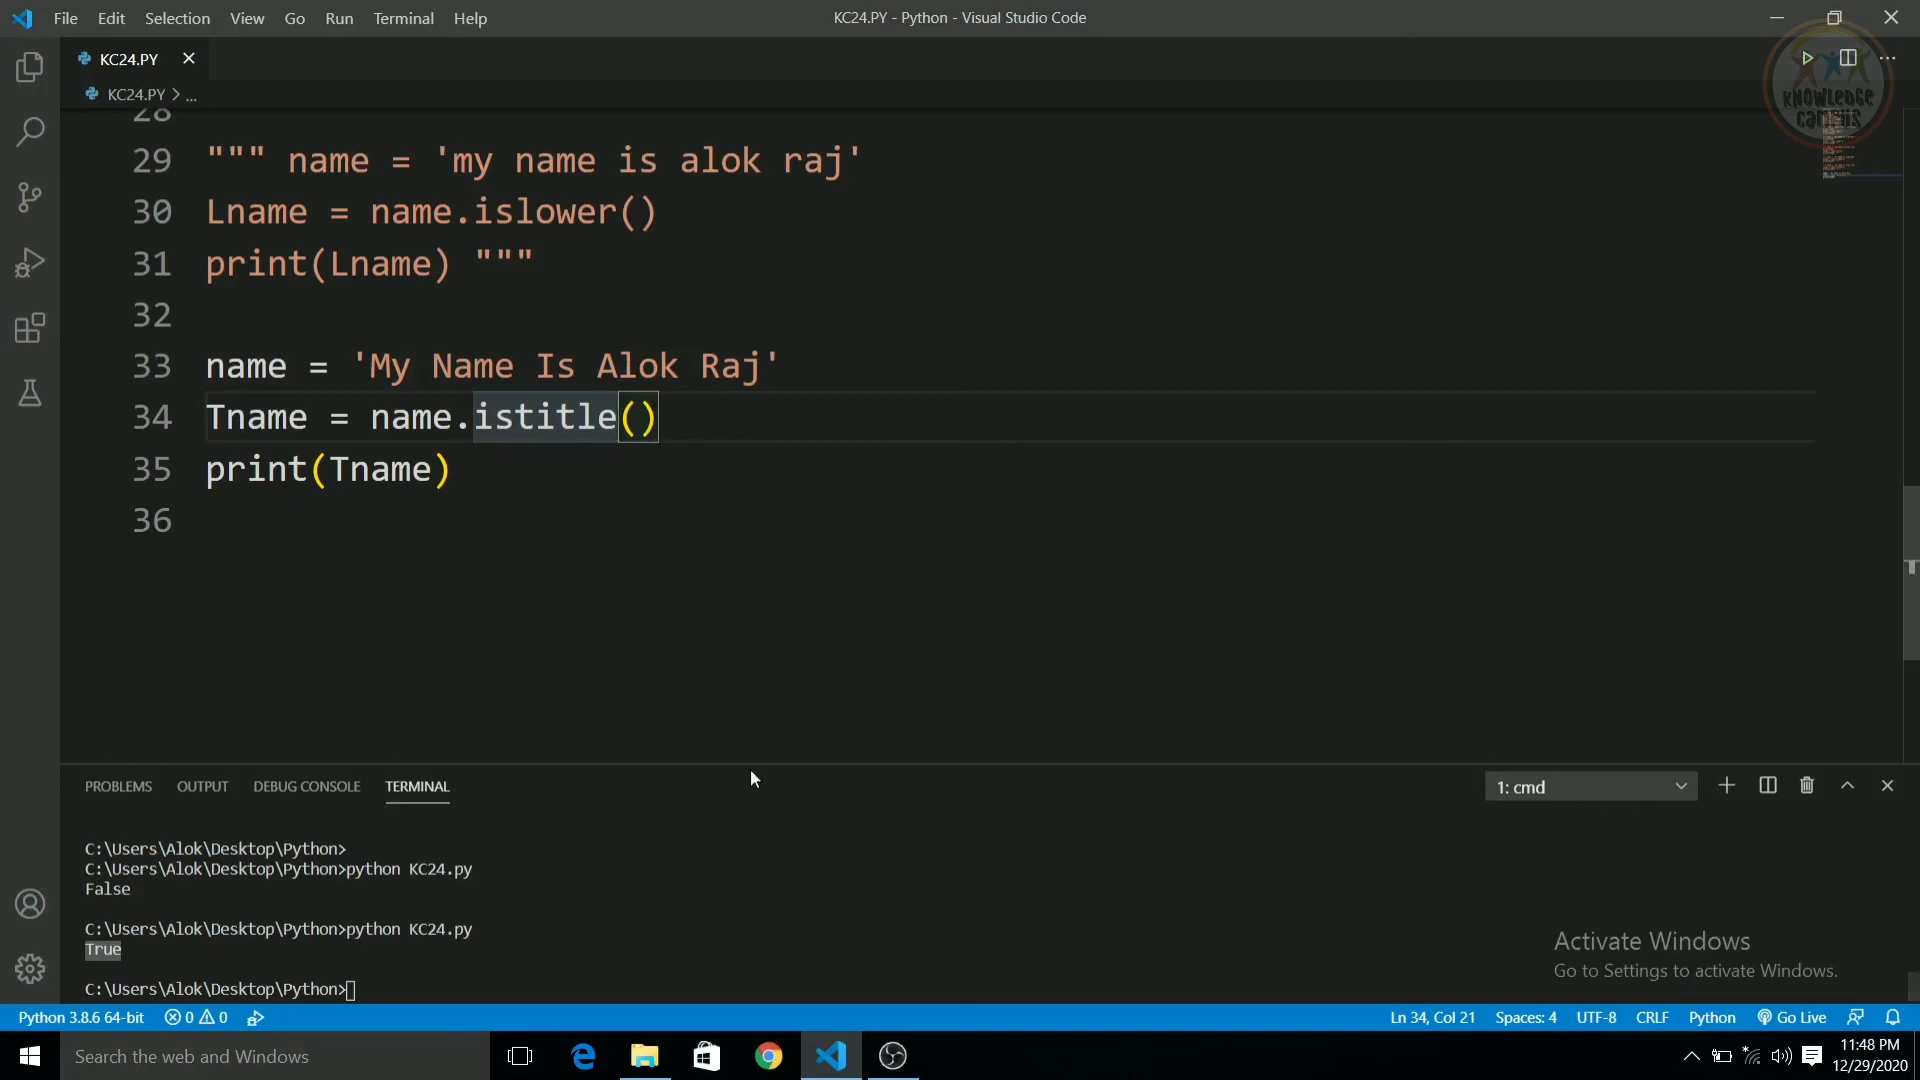 File Edit Selection View Go Run Terminal Help
KC24.PY - Python - Visual Studio Code
KC24.PY
KC24.PY > ...
KNOWLEDGE
CAMPUS
28
29 """ name = 'my name is alok raj'
30 Lname = name.islower()
31 print(Lname) """
32
33 name = 'My Name Is Alok Raj'
34 Tname = name.istitle()
35 print(Tname)
36
PROBLEMS OUTPUT DEBUG CONSOLE TERMINAL
1: cmd
C:\Users\Alok\Desktop\Python>
C:\Users\Alok\Desktop\Python>python KC24.py
False
C:\Users\Alok\Desktop\Python>python KC24.py
True
C:\Users\Alok\Desktop\Python>
Activate Windows
Go to Settings to activate Windows.
Python 3.8.6 64-bit 0 0
Ln 34, Col 21 Spaces: 4 UTF-8 CRLF Python Go Live
Search the web and Windows
11:48 PM
12/29/2020